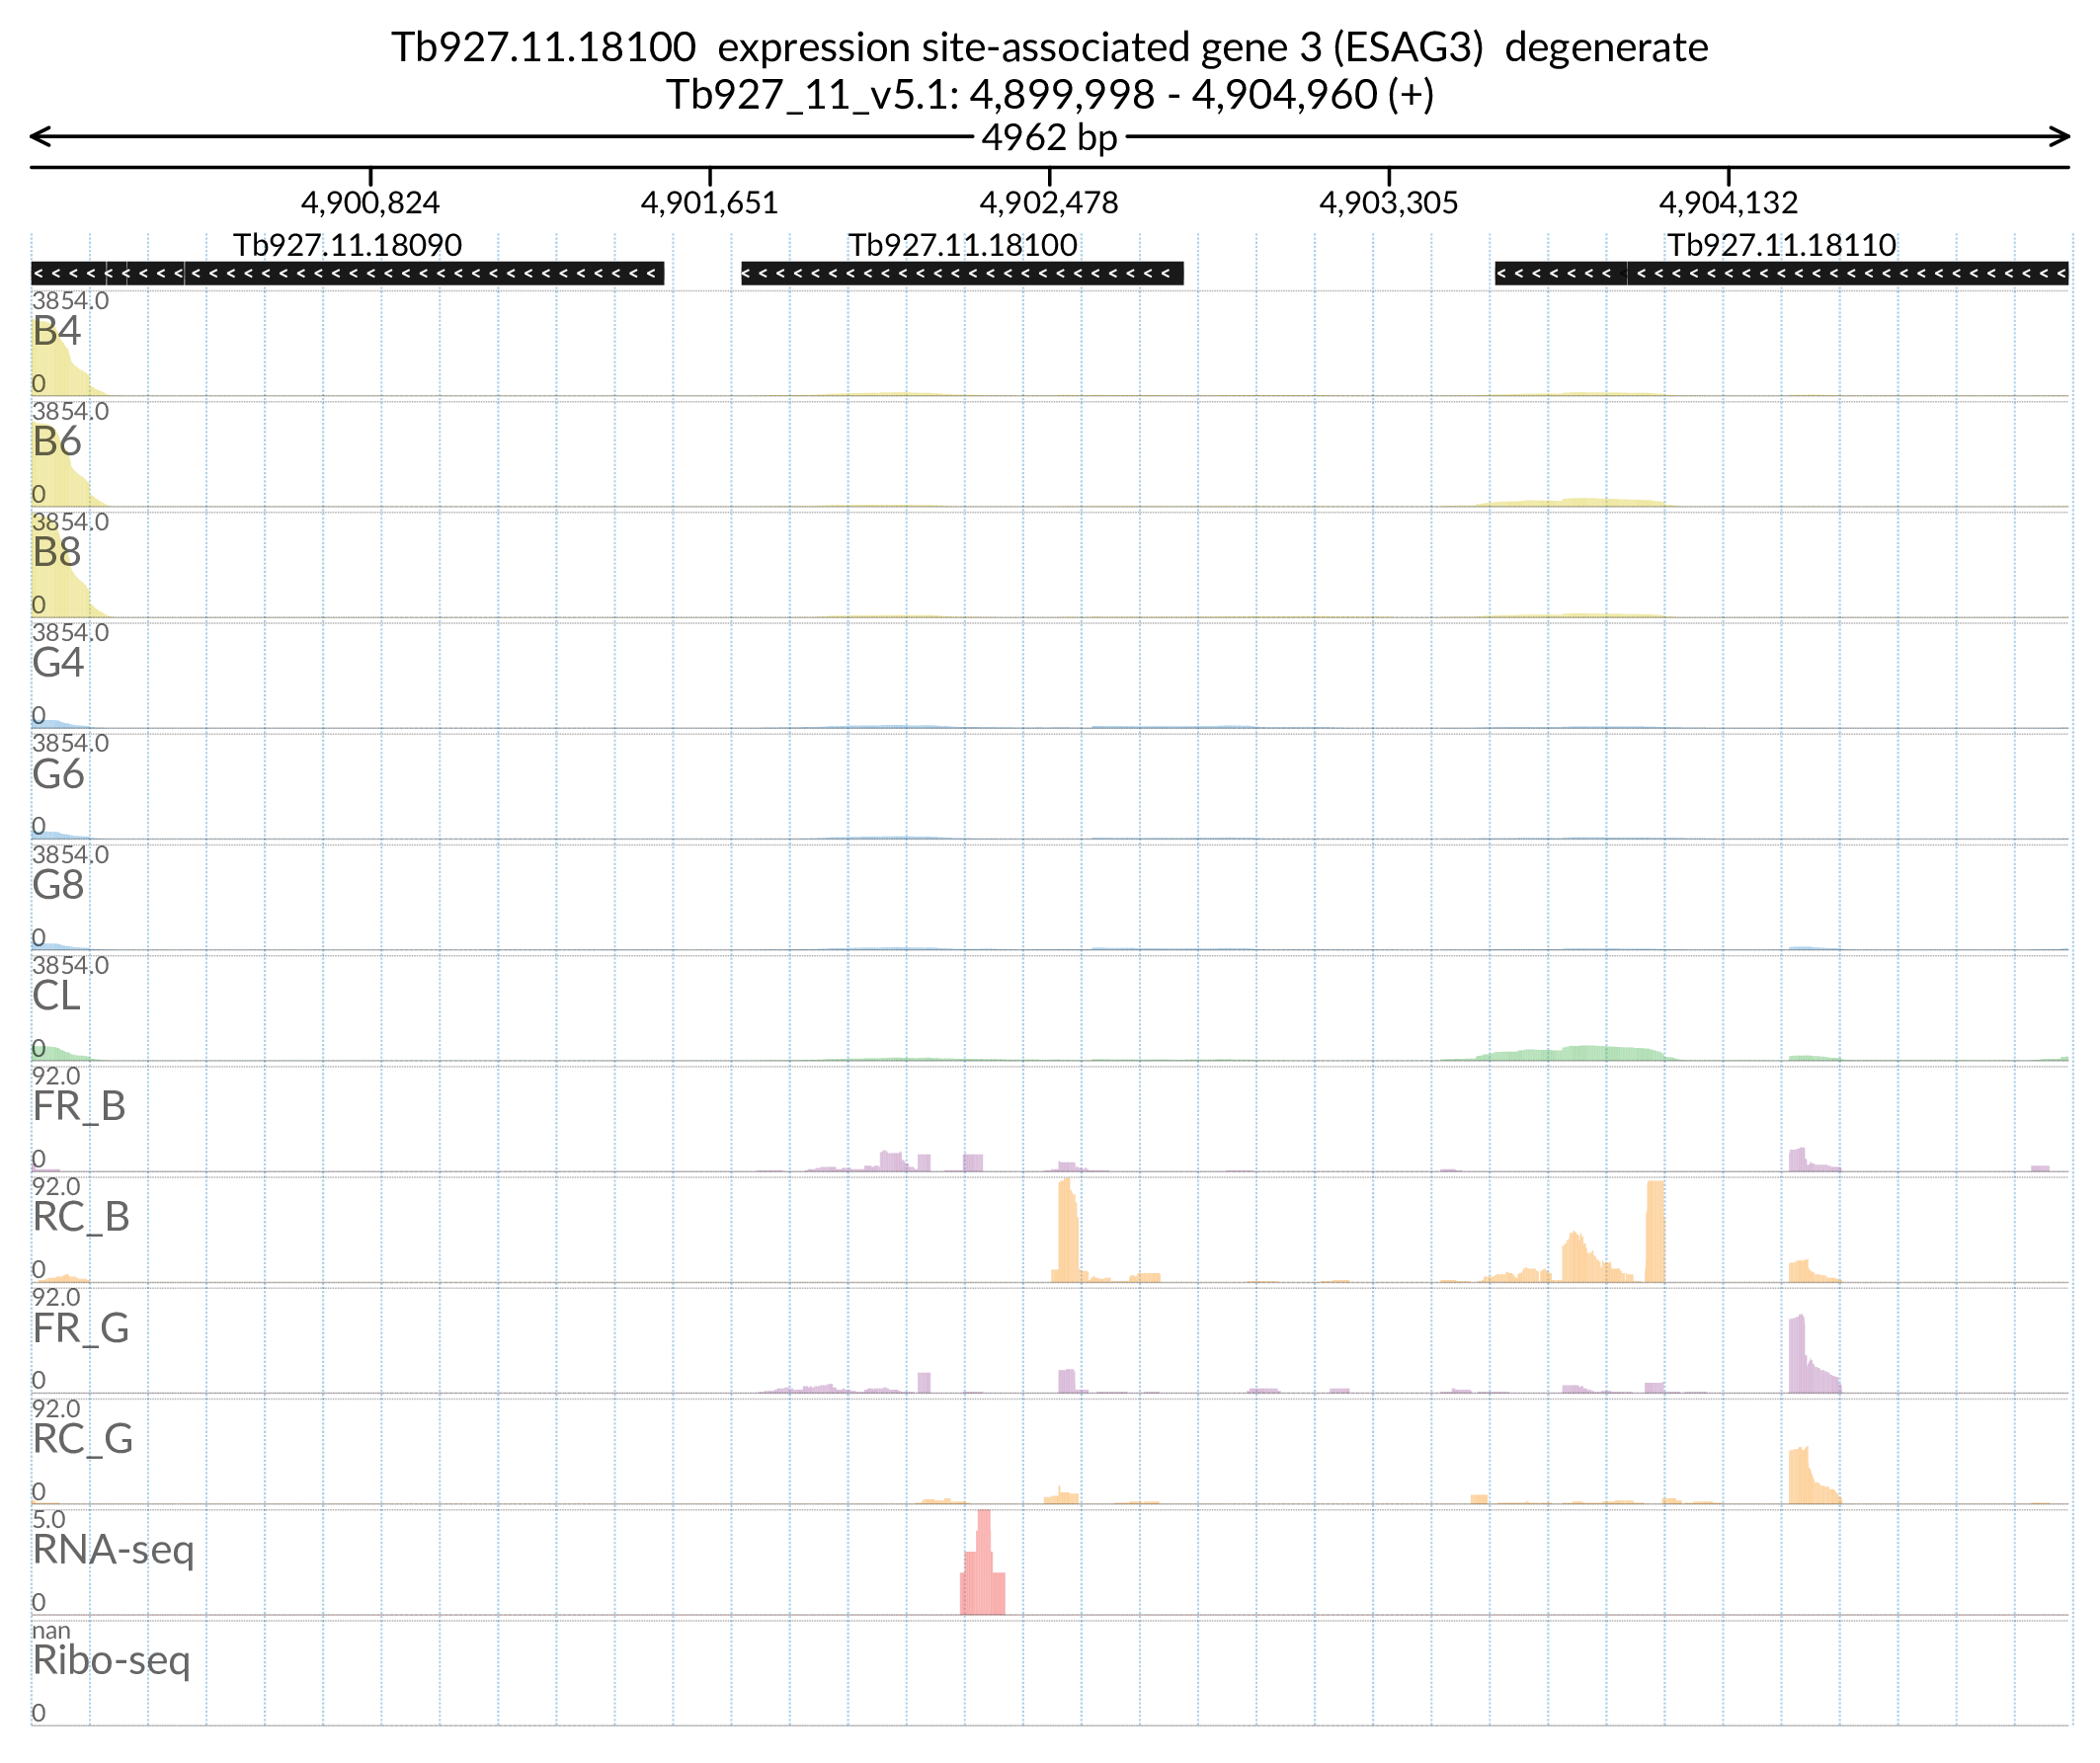 Tb927.11.18100  expression site-associated gene 3 (ESAG3)  degenerate
Tb927_11_v5.1: 4,899,998 - 4,904,960 (+)
4962 bp
4,900,824 4,901,651 4,902,478 4,903,305 4,904,132
Tb927.11.18090 Tb927.11.18100 Tb927.11.18110
3854.0
B4
0
3854.0
B6
0
3854.0
B8
0
3854.0
G4
0
3854.0
G6
0
3854.0
G8
0
3854.0
CL
0
92.0
FR_B
0
92.0
RC_B
0
92.0
FR_G
0
92.0
RC_G
0
5.0
RNA-seq
0
nan
Ribo-seq
0